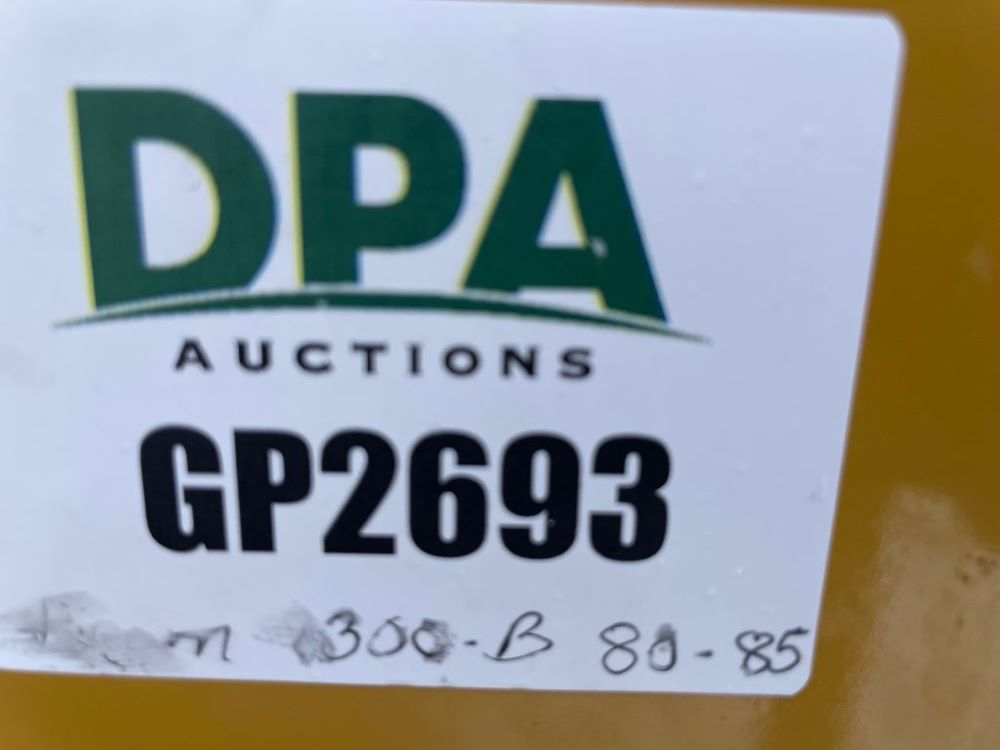 DPA
AUCTIONS
GP2693
300-B 80-85